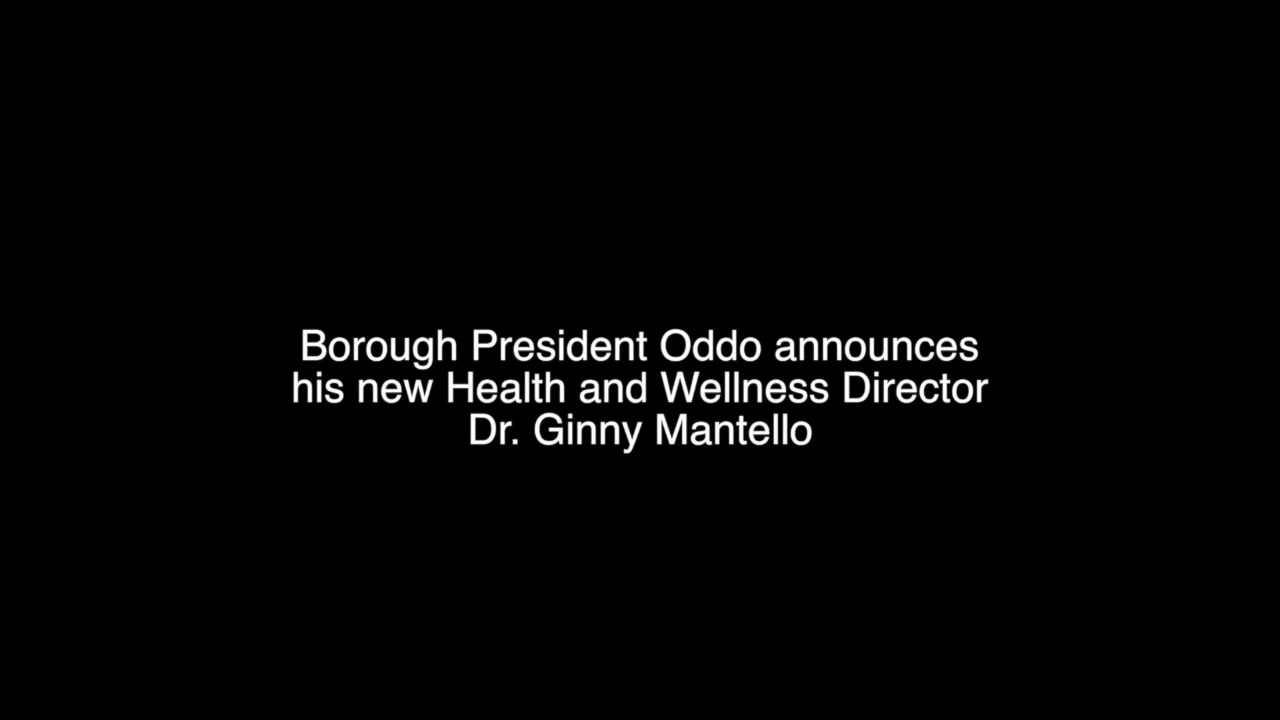 Borough President Oddo announces
his new Health and Wellness Director
Dr. Ginny Mantello